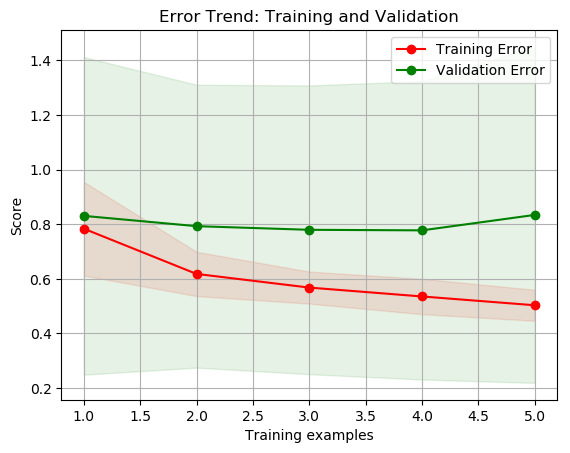 Error Trend: Training and Validation
Training Error
Validation Error
Score
1.4
1.2
1.0
0.8
0.6
0.4
0.2
1.0 1.5 2.0 2.5 3.0 3.5 4.0 4.5 5.0
Training examples